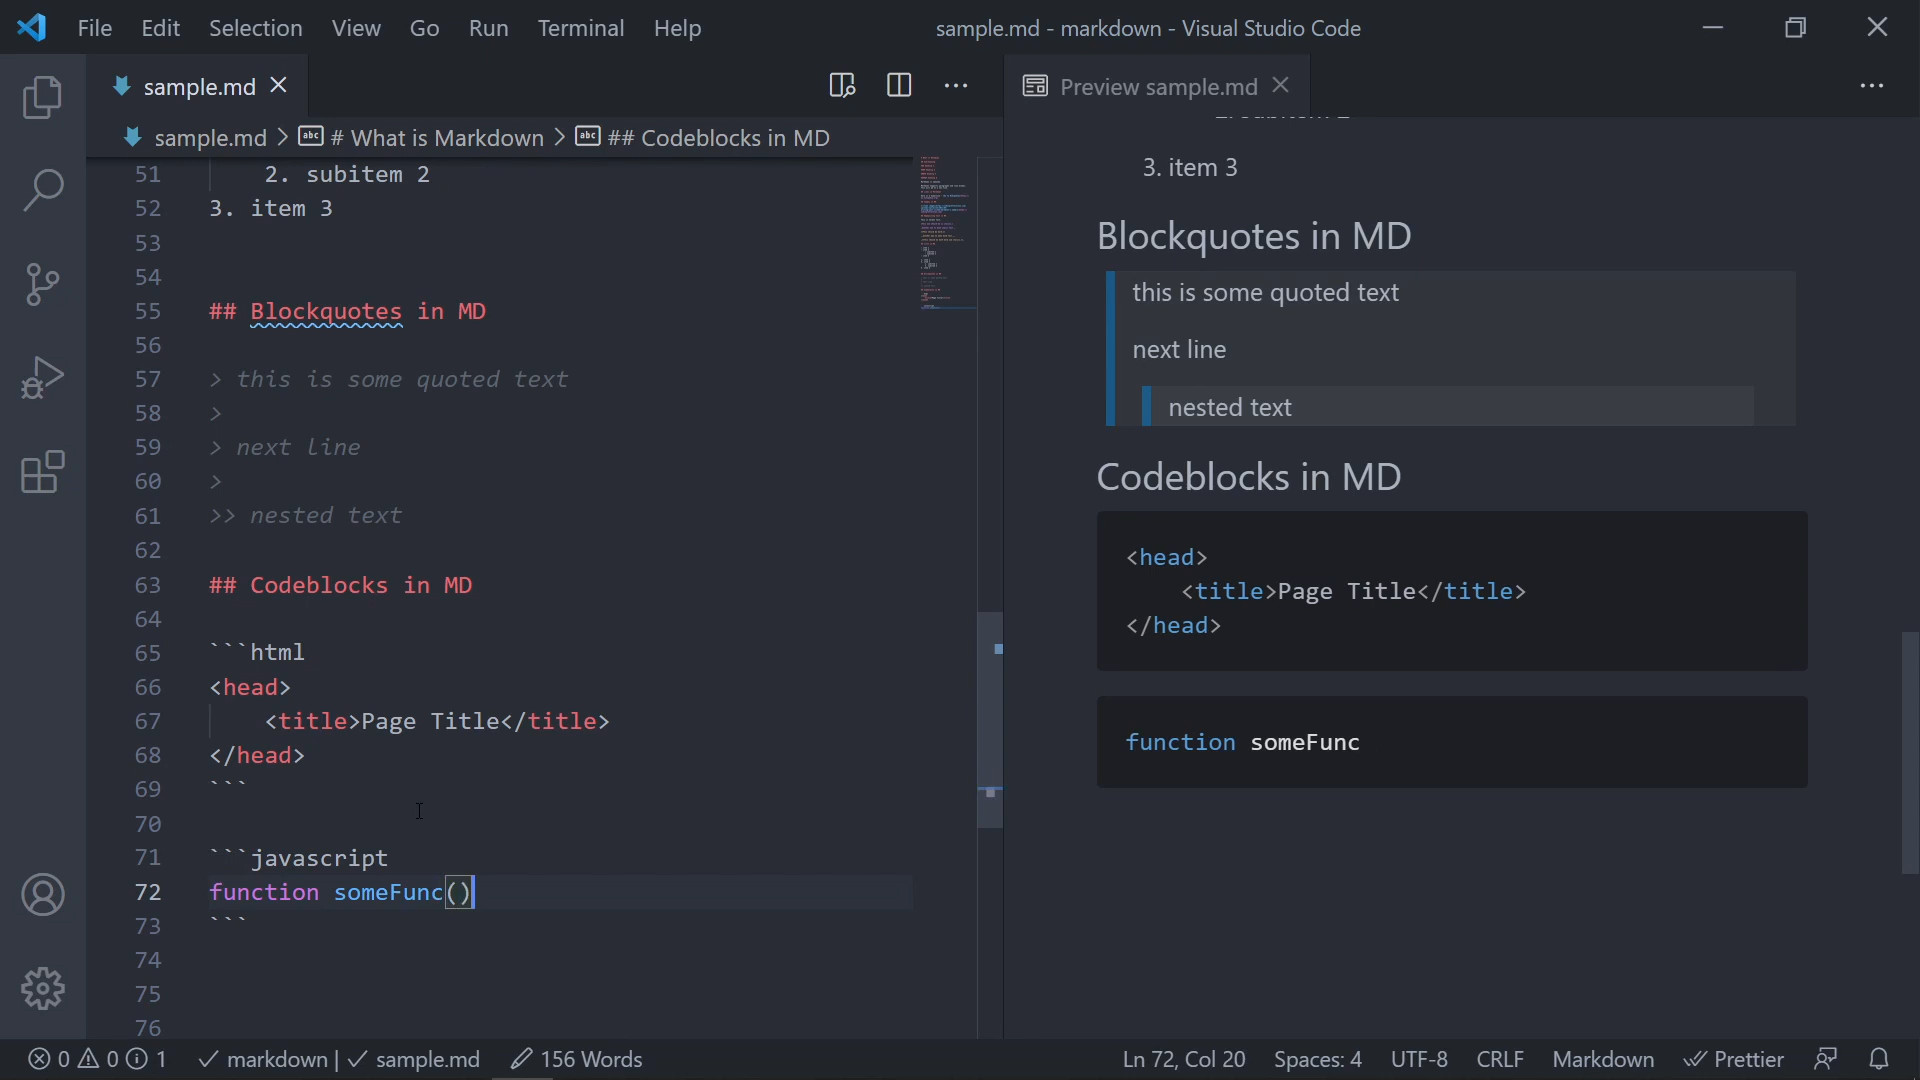 File Edit Selection View Go Run Terminal Help
sample.md - markdown - Visual Studio Code
sample.md
Preview sample.md
sample.md > # What is Markdown > ## Codeblocks in MD
51 2. subitem 2
52 3. item 3
53
54
55 ## Blockquotes in MD
56
57 > this is some quoted text
58 >
59 > next line
60 >
61 >> nested text
62
63 ## Codeblocks in MD
64
65 ```html
66 <head>
67 <title>Page Title</title>
68 </head>
69 ```
70
71 ```javascript
72 function someFunc()
73 ```
74
75
76
3. item 3
Blockquotes in MD
this is some quoted text
next line
nested text
Codeblocks in MD
<head>
<title>Page Title</title>
</head>
function someFunc
0 0 1 markdown | sample.md 156 Words
Ln 72, Col 20 Spaces: 4 UTF-8 CRLF Markdown Prettier